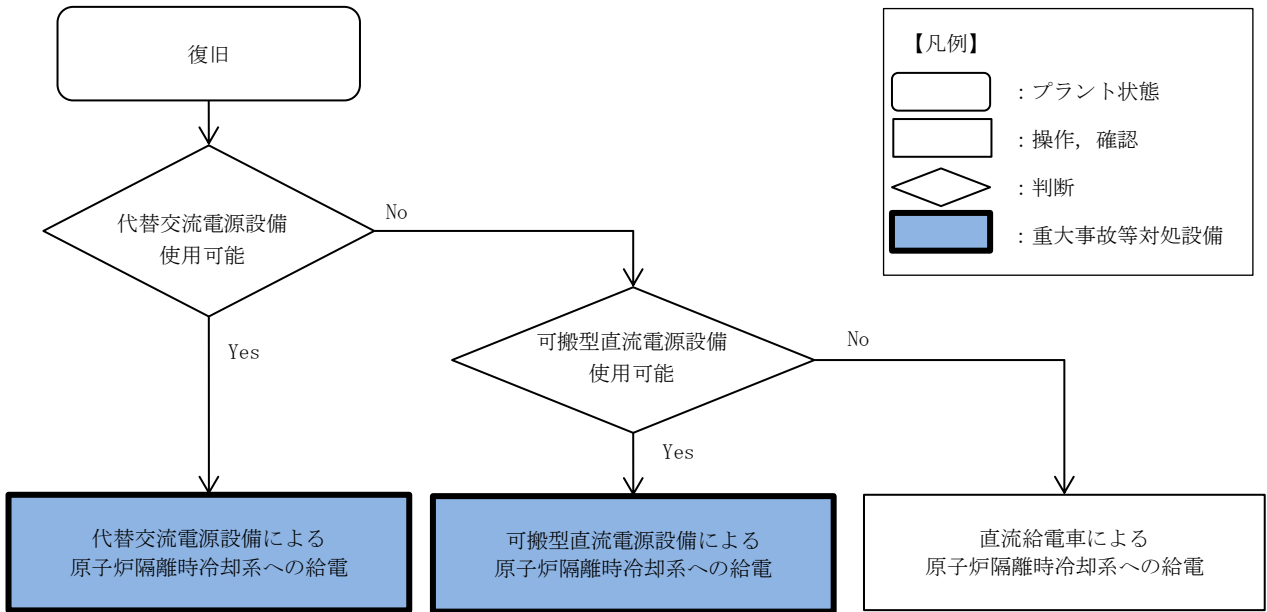 復旧
【凡例】
：プラント状態
：操作，確認
：判断
：重大事故等対処設備
代替交流電源設備
使用可能
No
Yes
可搬型直流電源設備
使用可能
No
Yes
代替交流電源設備による
原子炉隔離時冷却系への給電
可搬型直流電源設備による
原子炉隔離時冷却系への給電
直流給電車による
原子炉隔離時冷却系への給電